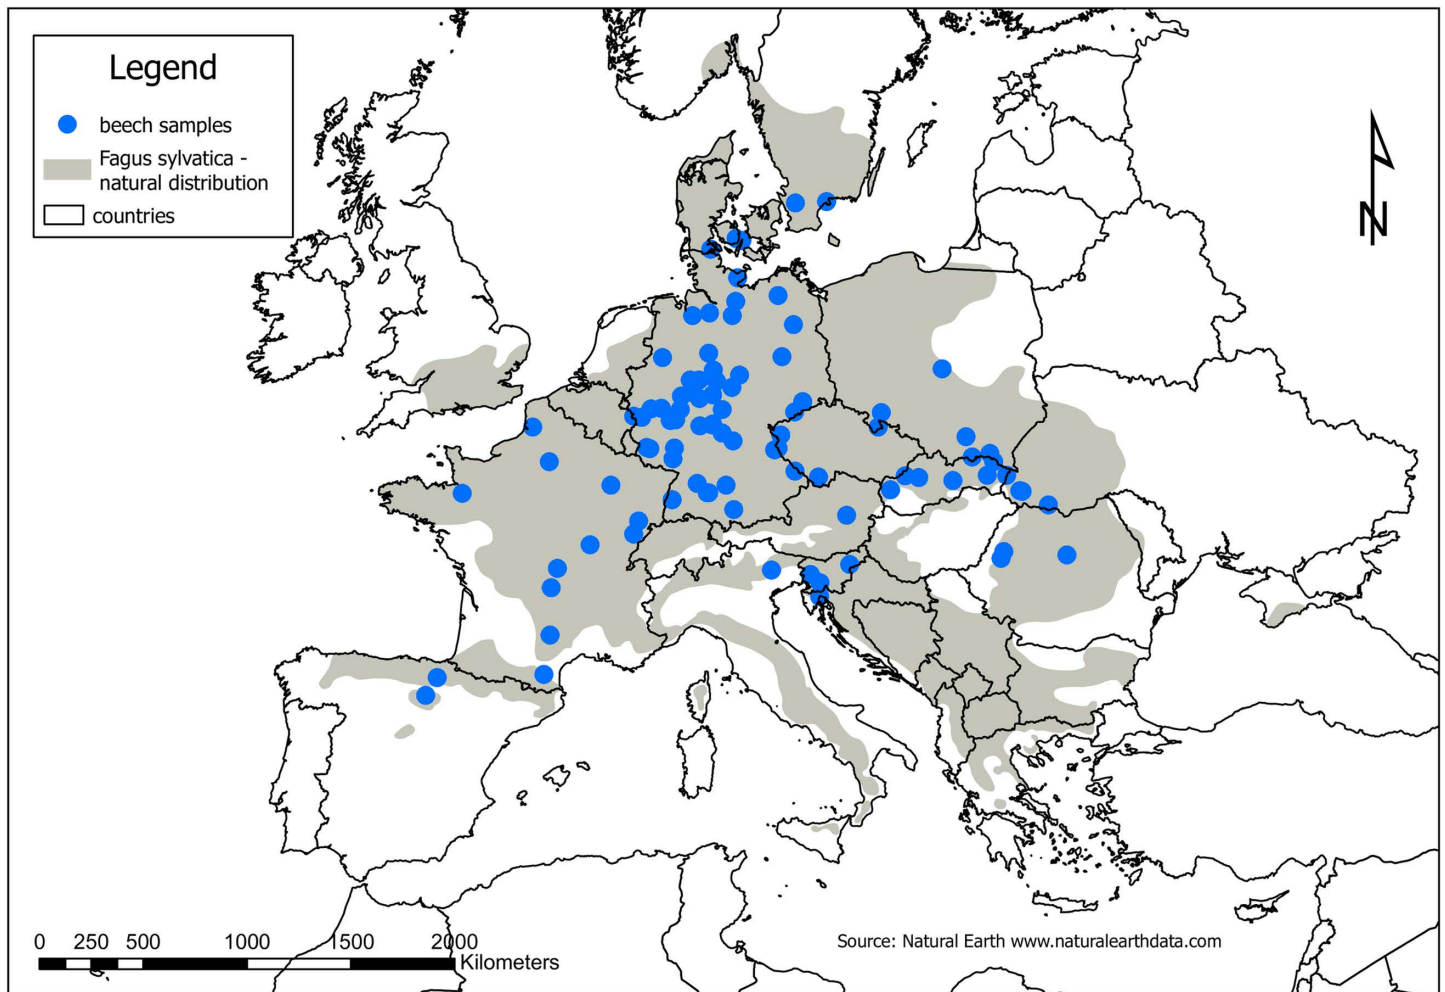 Legend
beech samples
Fagus sylvatica -
natural distribution
countries
N
0 250 500 1000 1500 2000
Kilometers
Source: Natural Earth www.naturalearthdata.com